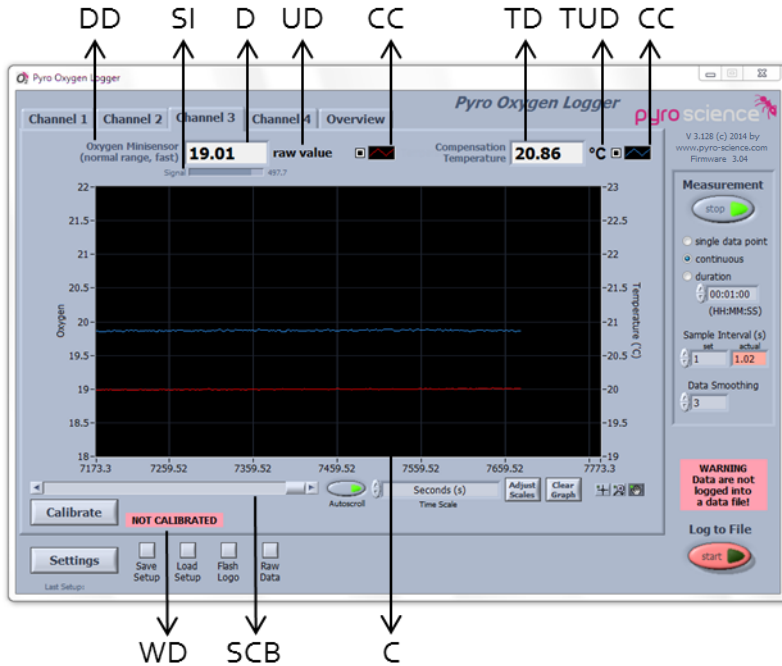 DD SI D UD CC TD TUD CC
Pyro Oxygen Logger
Pyro Oxygen Logger
pyroscience
V 3.128 (c) 2014 by
www.pyro-science.com
Firmware 3.04
Channel 1 Channel 2 Channel 3 Channel 4 Overview
Oxygen Minisensor
(normal range, fast)
19.01 raw value
Signal 497.7
Compensation
Temperature
20.86 °C
22
21.5
21
20.5
20
19.5
19
18.5
18
Oxygen
23
22.5
22
21.5
21
20.5
20
19.5
19
Temperature (°C)
7173.3 7259.52 7359.52 7459.52 7559.52 7659.52 7773.3
Autoscroll
Seconds (s)
Time Scale
Adjust
Scales
Clear
Graph
Calibrate
NOT CALIBRATED
Settings
Last Setup:
Save
Setup
Load
Setup
Flash
Logo
Raw
Data
Measurement
stop
single data point
continuous
duration
00:01:00
(HH:MM:SS)
Sample Interval (s)
set actual
1 1.02
Data Smoothing
3
WARNING
Data are not
logged into
a data file!
Log to File
start
WD SCB C